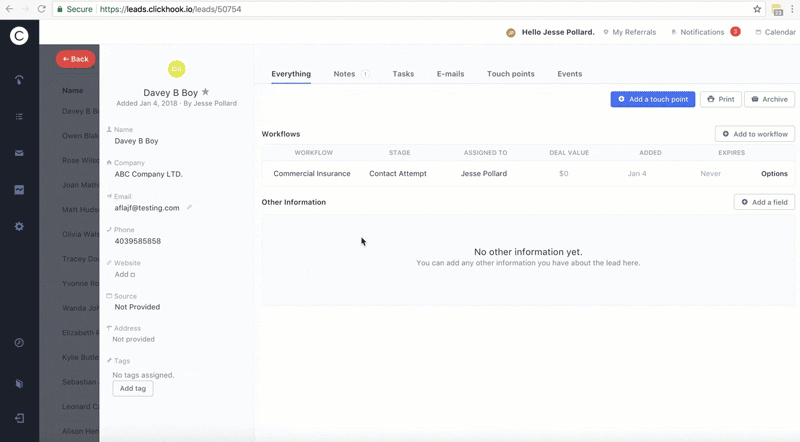 Secure https://leads.clickhook.io/leads/50754
C
Hello Jesse Pollard. My Referrals Notifications 3 Calendar
← Back
Name
Davey B B
Owen Blak
Rose Wilso
Joan Math
Matt Huds
Olivia Wals
Tracey Do
Yvonne Ro
Wanda Joh
Elizabeth R
Kylie Butle
Sebastian
Leonard C
Alison Hen
Davey B Boy
Added Jan 4, 2018 · By Jesse Pollard
Name
Davey B Boy
Company
ABC Company LTD.
Email
aflajf@testing.com
Phone
4039585858
Website
Add
Source
Not Provided
Address
Not provided
Tags
No tags assigned.
Add tag
Everything Notes 1 Tasks E-mails Touch points Events
Add a touch point Print Archive
Workflows Add to workflow
WORKFLOW STAGE ASSIGNED TO DEAL VALUE ADDED EXPIRES
Commercial Insurance Contact Attempt Jesse Pollard $0 Jan 4 Never Options
Other Information Add a field
No other information yet.
You can add any other information you have about the lead here.